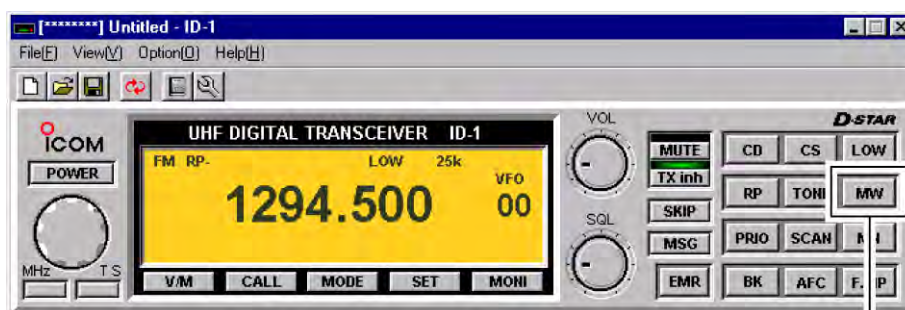 [********] Untitled - ID-1
File(F) View(V) Option(O) Help(H)
ICOM
POWER
MHz TS
UHF DIGITAL TRANSCEIVER ID-1
FM RP- LOW 25k
VFO
1294.500 00
V/M CALL MODE SET MONI
VOL
SQL
D-STAR
MUTE CD CS LOW
TX inh
SKIP RP MW
MSG PRIO SCAN
EMR BK AFC